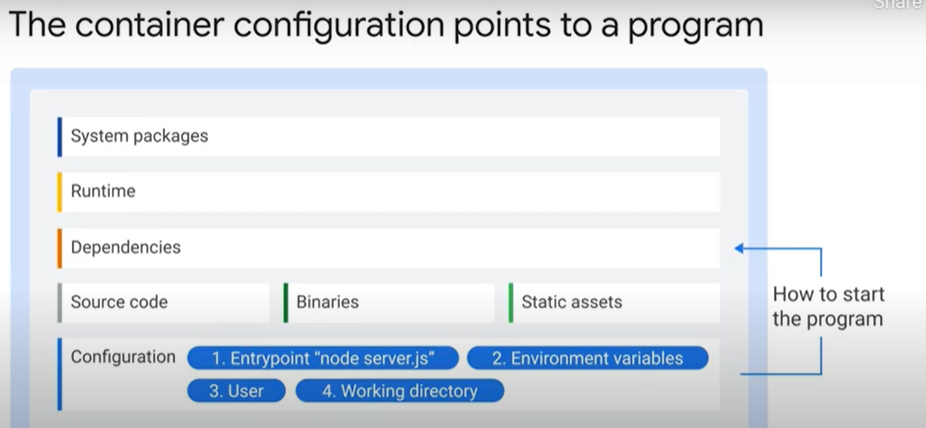 Share
The container configuration points to a program
System packages
Runtime
Dependencies
Source code
Binaries
Static assets
How to start
the program
Configuration
1. Entrypoint “node server.js”
2. Environment variables
3. User
4. Working directory